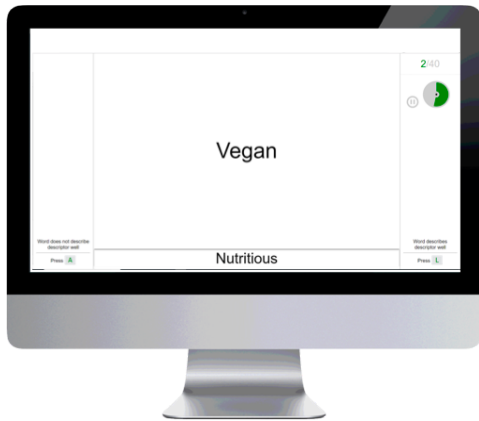 2/40
Vegan
Word does not describe
descriptor well
Press A
Nutritious
Word describes
descriptor well
Press L